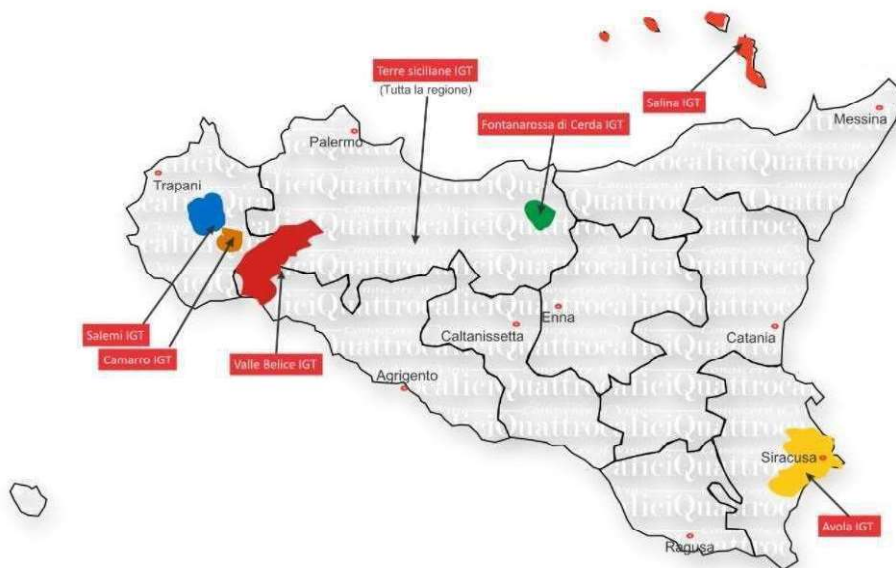 Terre siciliane IGT
(Tutta la regione)
Salina IGT
Fontanarossa di Cerda IGT
Messina
Palermo
Trapani
Salemi IGT
Camarro IGT
Valle Belice IGT
Enna
Caltanissetta
Catania
Agrigento
Siracusa
Avola IGT
Ragusa